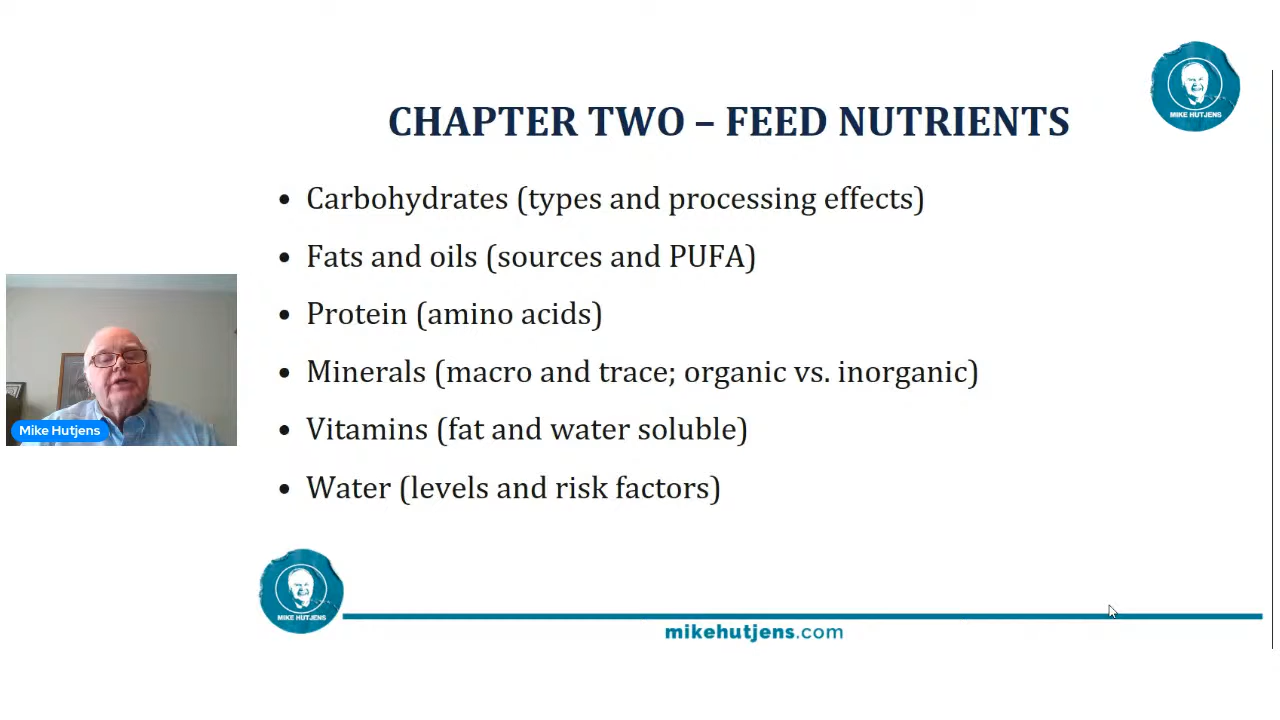 MIKE HUTJENS
CHAPTER TWO – FEED NUTRIENTS
• Carbohydrates (types and processing effects)
• Fats and oils (sources and PUFA)
• Protein (amino acids)
• Minerals (macro and trace; organic vs. inorganic)
• Vitamins (fat and water soluble)
• Water (levels and risk factors)
Mike Hutjens
MIKE HUTJENS
mikehutjens.com